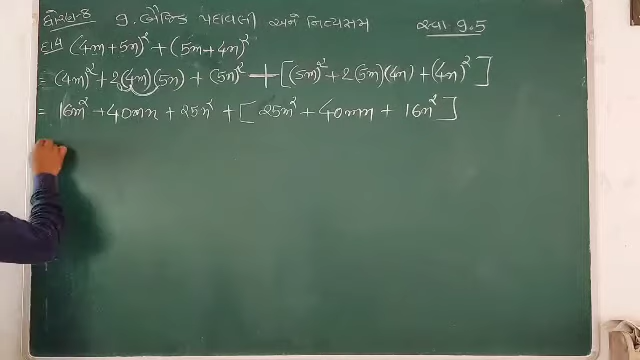 ધોરણ-8 9. બૈજિક પદાવલી અને નિત્યસમ સ્વા 9.5
દા4 (4m+5n)² + (5m+4n)²
= (4m)² + 2(4m)(5n) + (5n)² + [(5m)² + 2(5m)(4n) + (4n)²]
= 16m² + 40mn + 25n² + [25m² + 40mn + 16n²]
=